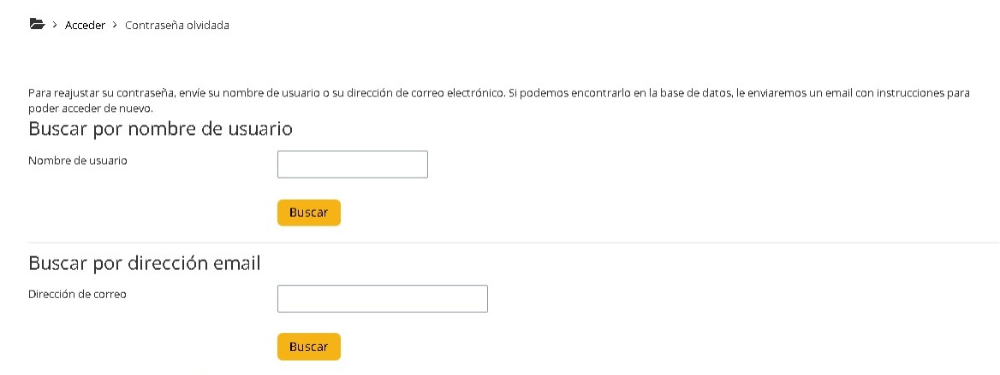 > Acceder > Contraseña olvidada
Para reajustar su contraseña, envíe su nombre de usuario o su dirección de correo electrónico. Si podemos encontrarlo en la base de datos, le enviaremos un email con instrucciones para
poder acceder de nuevo.
Buscar por nombre de usuario
Nombre de usuario
Buscar
Buscar por dirección email
Dirección de correo
Buscar